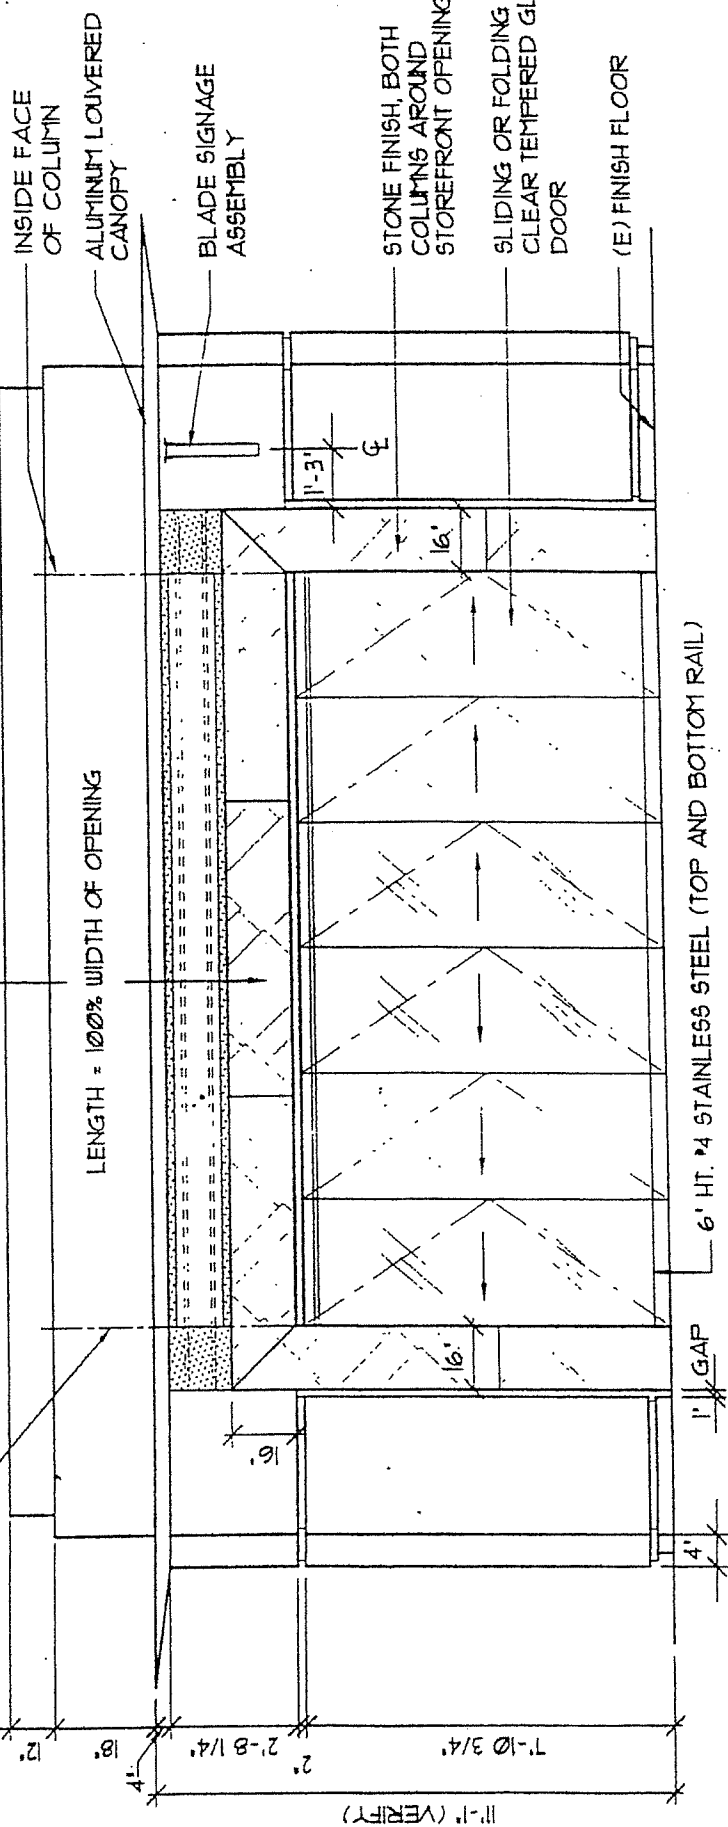 INSIDE FACE
OF COLUMN
ALUMINUM LOUVERED
CANOPY
BLADE SIGNAGE
ASSEMBLY
STONE FINISH, BOTH
COLUMNS AROUND
STOREFRONT OPENING
SLIDING OR FOLDING
CLEAR TEMPERED GL
DOOR
(E) FINISH FLOOR
LENGTH = 100% WIDTH OF OPENING
1'-3"
CL
16"
16"
16"
6" HT. #4 STAINLESS STEEL (TOP AND BOTTOM RAIL)
1" GAP
4"
12"
18"
4"
2'-8 1/4"
2"
7'-10 3/4"
11'-1" (VERIFY)